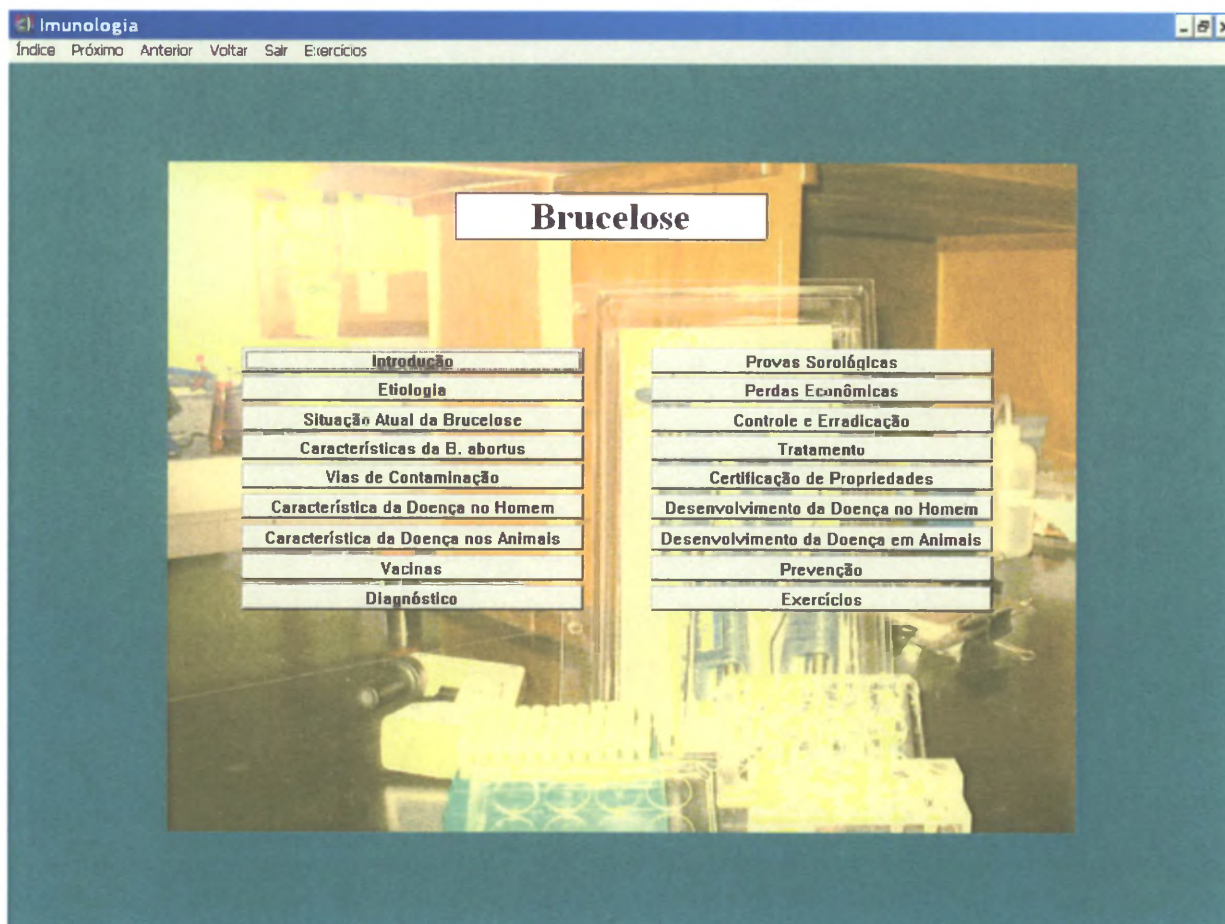 Imunologia
Índice Próximo Anterior Voltar Sair Exercícios
Brucelose
Introdução
Etiologia
Situação Atual da Brucelose
Características da B. abortus
Vias de Contaminação
Característica da Doença no Homem
Característica da Doença nos Animais
Vacinas
Diagnóstico
Provas Sorológicas
Perdas Econômicas
Controle e Erradicação
Tratamento
Certificação de Propriedades
Desenvolvimento da Doença no Homem
Desenvolvimento da Doença em Animais
Prevenção
Exercícios